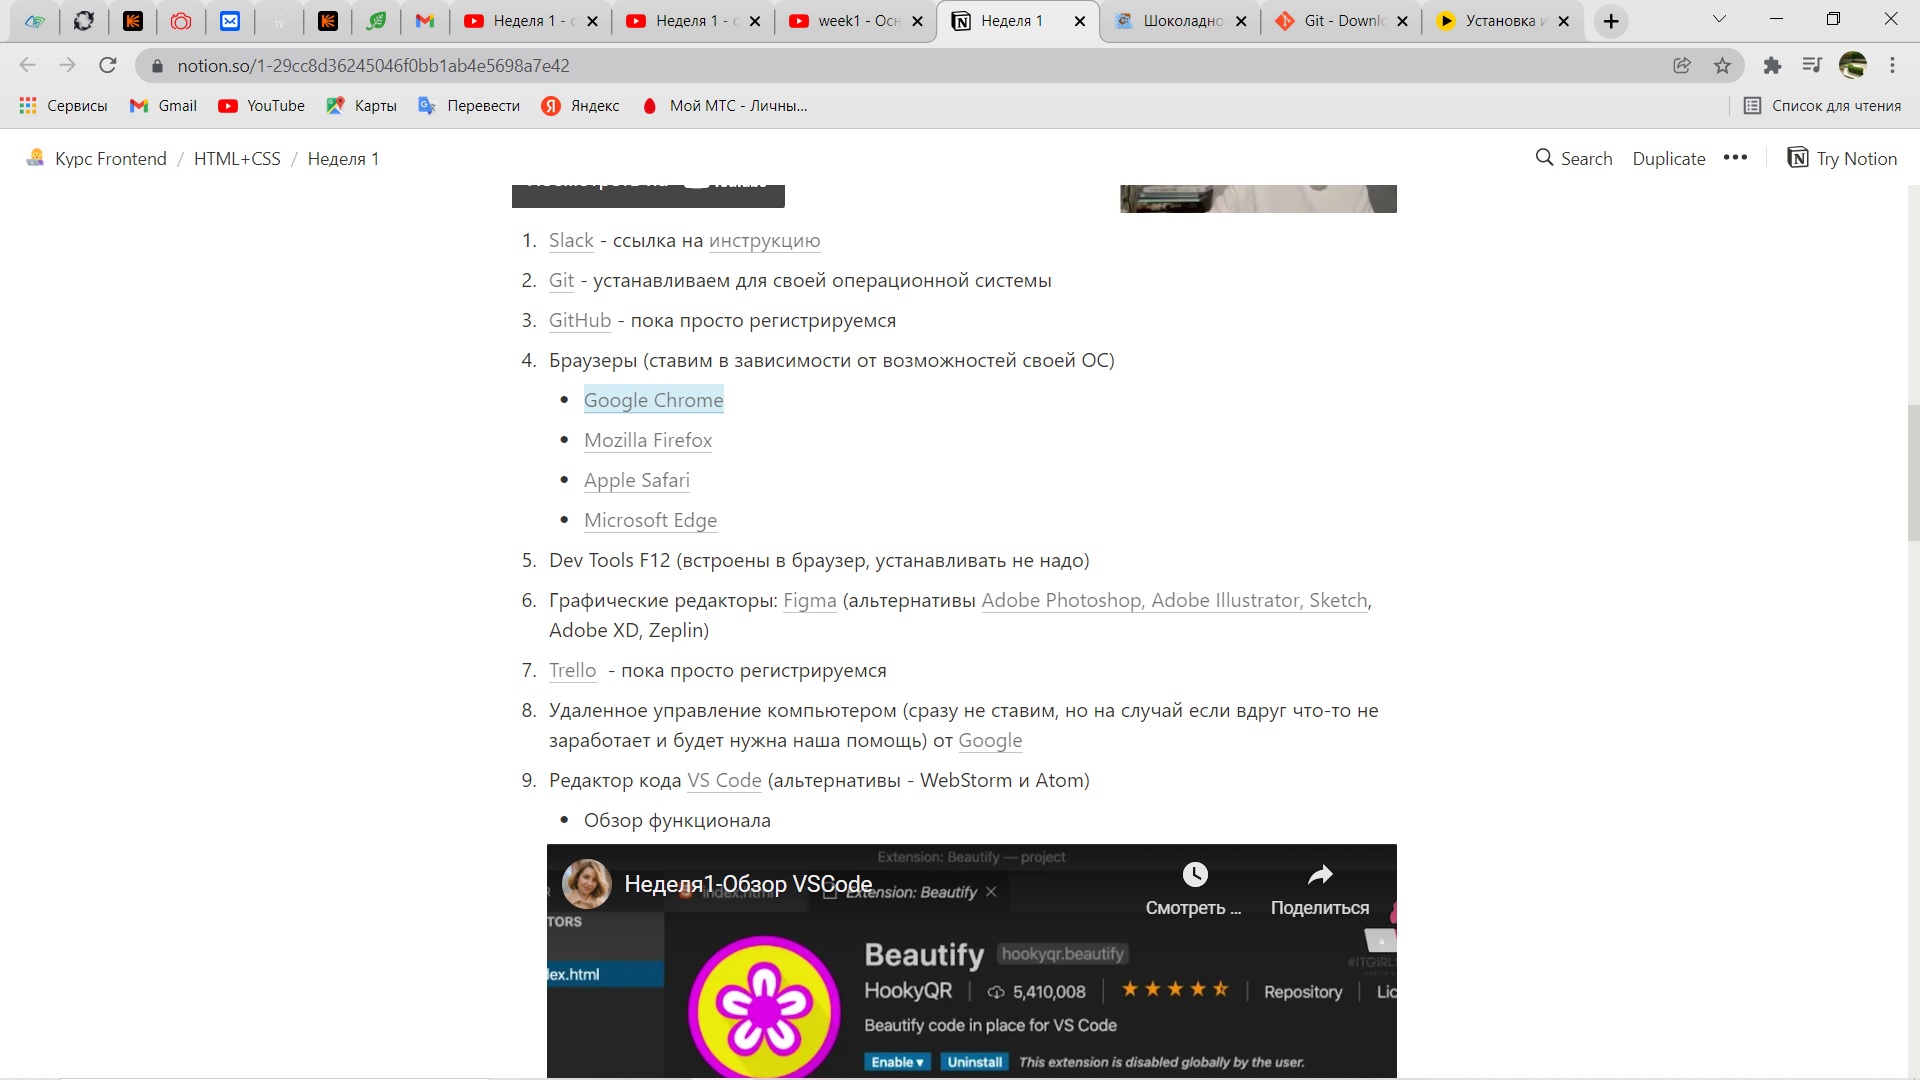 Неделя 1 - с
Неделя 1 - с
week1 - Осн
Неделя 1
Шоколадно
Git - Downlo
Установка и
notion.so/1-29cc8d36245046f0bb1ab4e5698a7e42
Сервисы
Gmail
YouTube
Карты
Перевести
Яндекс
Мой МТС - Личны...
Список для чтения
Курс Frontend / HTML+CSS / Неделя 1
Search
Duplicate
Try Notion
1. Slack - ссылка на инструкцию
2. Git - устанавливаем для своей операционной системы
3. GitHub - пока просто регистрируемся
4. Браузеры (ставим в зависимости от возможностей своей ОС)
• Google Chrome
• Mozilla Firefox
• Apple Safari
• Microsoft Edge
5. Dev Tools F12 (встроены в браузер, устанавливать не надо)
6. Графические редакторы: Figma (альтернативы Adobe Photoshop, Adobe Illustrator, Sketch,
Adobe XD, Zeplin)
7. Trello - пока просто регистрируемся
8. Удаленное управление компьютером (сразу не ставим, но на случай если вдруг что-то не
заработает и будет нужна наша помощь) от Google
9. Редактор кода VS Code (альтернативы - WebStorm и Atom)
• Обзор функционала
Extension: Beautify — project
Неделя1-Обзор VSCode
index.html
Extension: Beautify
Смотреть ...
Поделиться
TORS
dex.html
Beautify
hookyqr.beautify
#ITGIRLS
HookyQR
5,410,008
Repository
Lic
Beautify code in place for VS Code
Enable
Uninstall
This extension is disabled globally by the user.